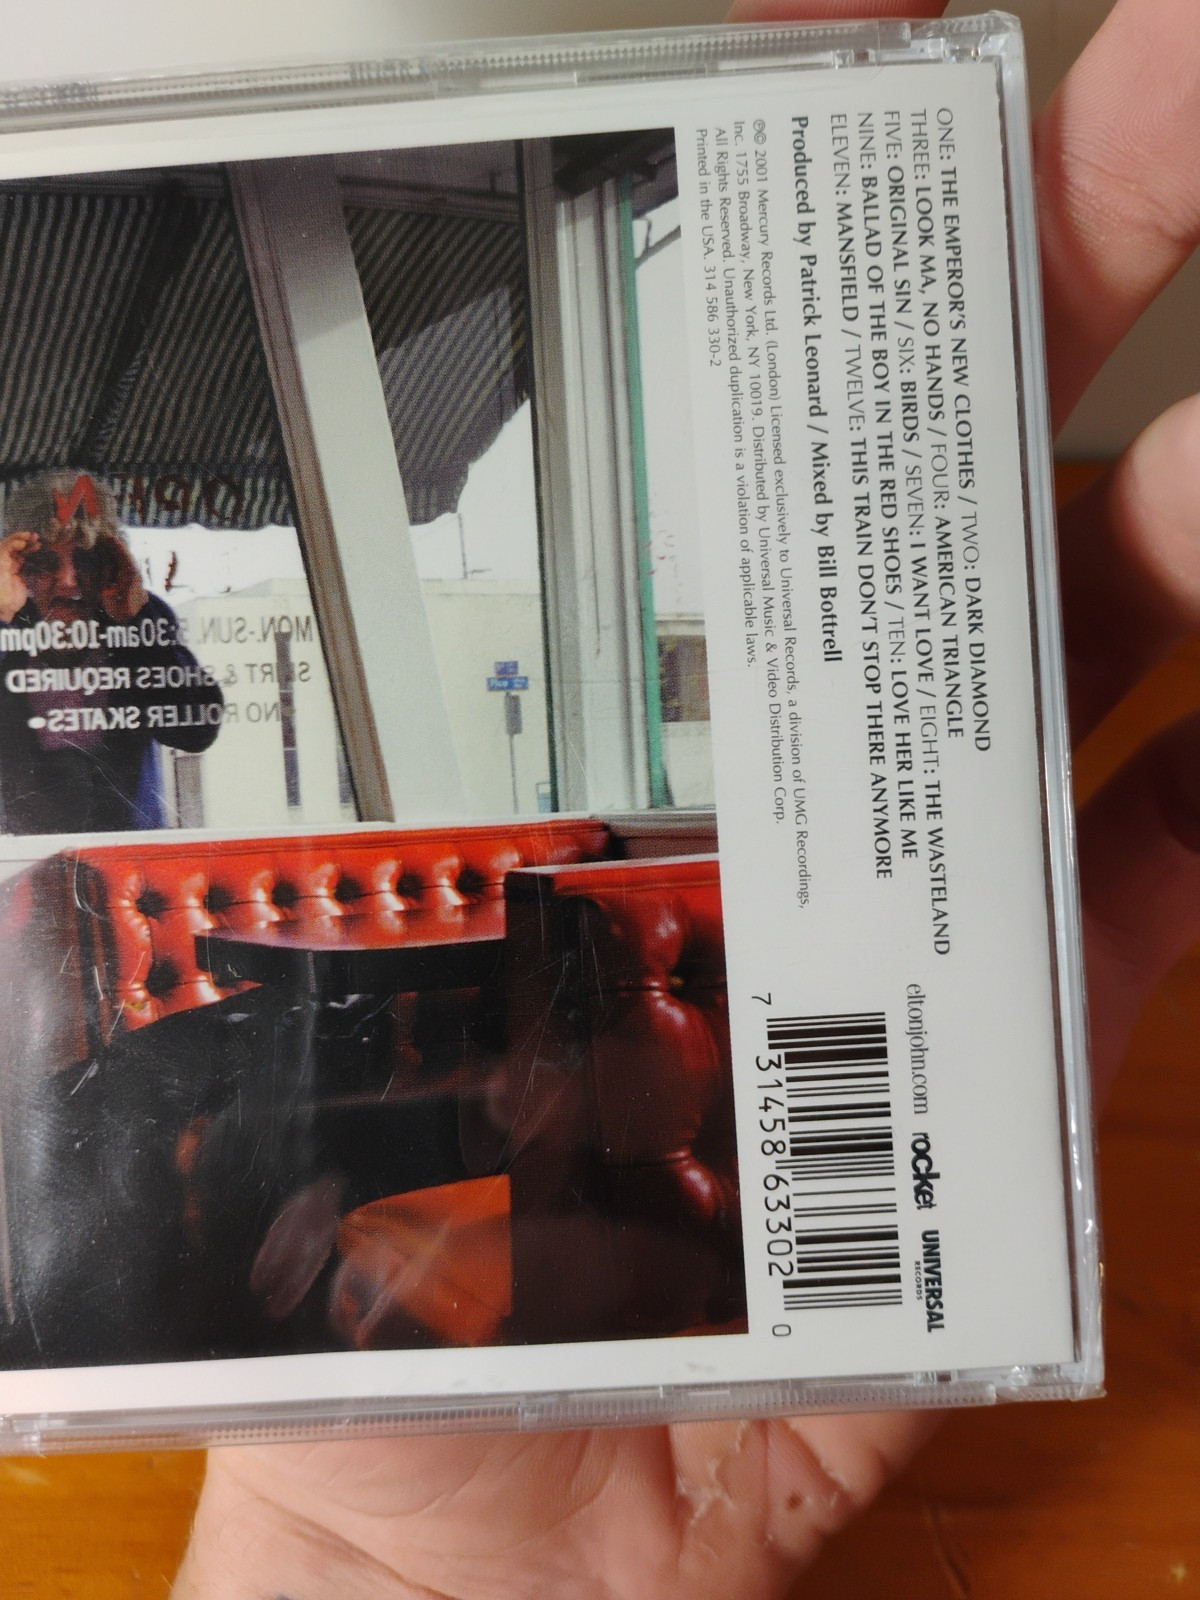 ONE: THE EMPEROR'S NEW CLOTHES / TWO: DARK DIAMOND
THREE: LOOK MA, NO HANDS / FOUR: AMERICAN TRIANGLE
FIVE: ORIGINAL SIN / SIX: BIRDS / SEVEN: I WANT LOVE / EIGHT: THE WASTELAND
NINE: BALLAD OF THE BOY IN THE RED SHOES / TEN: LOVE HER LIKE ME
ELEVEN: MANSFIELD / TWELVE: THIS TRAIN DON'T STOP THERE ANYMORE
Produced by Patrick Leonard / Mixed by Bill Bottrell
℗© 2001 Mercury Records Ltd. (London) Licensed exclusively to Universal Records, a division of UMG Recordings,
Inc. 1755 Broadway, New York, NY 10019. Distributed by Universal Music & Video Distribution Corp.
All Rights Reserved. Unauthorized duplication is a violation of applicable laws.
Printed in the USA. 314 586 330-2
eltonjohn.com rocket UNIVERSAL
RECORDS
7 31458 63302 0
MON.-SUN. 5:30am-10:30pm
SHIRT & SHOES REQUIRED
NO ROLLER SKATES